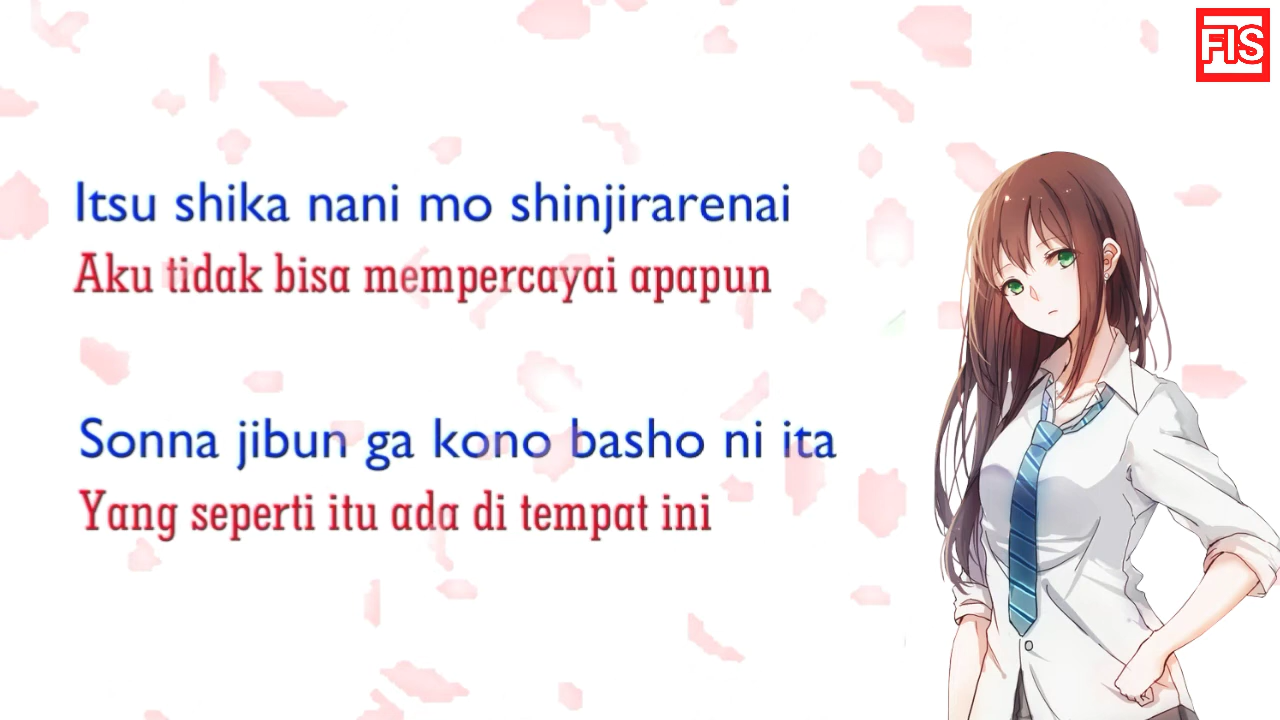 FIS
Itsu shika nani mo shinjirarenai
Aku tidak bisa mempercayai apapun
Sonna jibun ga kono basho ni ita
Yang seperti itu ada di tempat ini